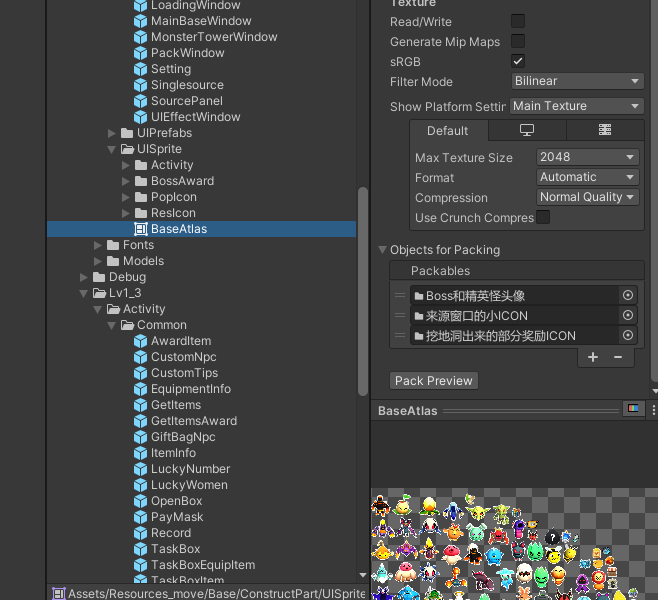 LoadingWindow
MainBaseWindow
MonsterTowerWindow
PackWindow
Setting
Singlesource
SourcePanel
UIEffectWindow
UIPrefabs
UISprite
Activity
BossAward
PopIcon
ResIcon
BaseAtlas
Fonts
Models
Debug
Lv1_3
Activity
Common
AwardItem
CustomNpc
CustomTips
EquipmentInfo
GetItems
GetItemsAward
GiftBagNpc
ItemInfo
LuckyNumber
LuckyWomen
OpenBox
PayMask
Record
TaskBox
TaskBoxEquipItem
TaskBoxItem
Assets/Resources_move/Base/ConstructPart/UISprite
Texture
Read/Write
Generate Mip Maps
sRGB
Filter Mode Bilinear
Show Platform Settin Main Texture
Default
Max Texture Size 2048
Format Automatic
Compression Normal Quality
Use Crunch Compres
Objects for Packing
Packables
Boss和精英怪头像
来源窗口的小ICON
挖地洞出来的部分奖励ICON
+ −
Pack Preview
BaseAtlas